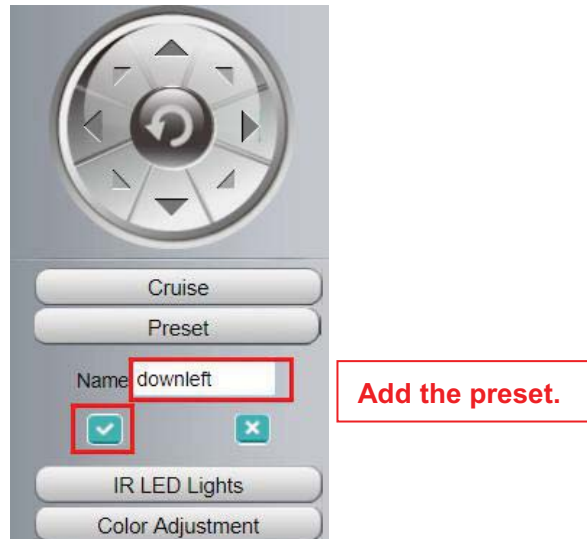 Cruise
Preset
Name downleft
Add the preset.
IR LED Lights
Color Adjustment